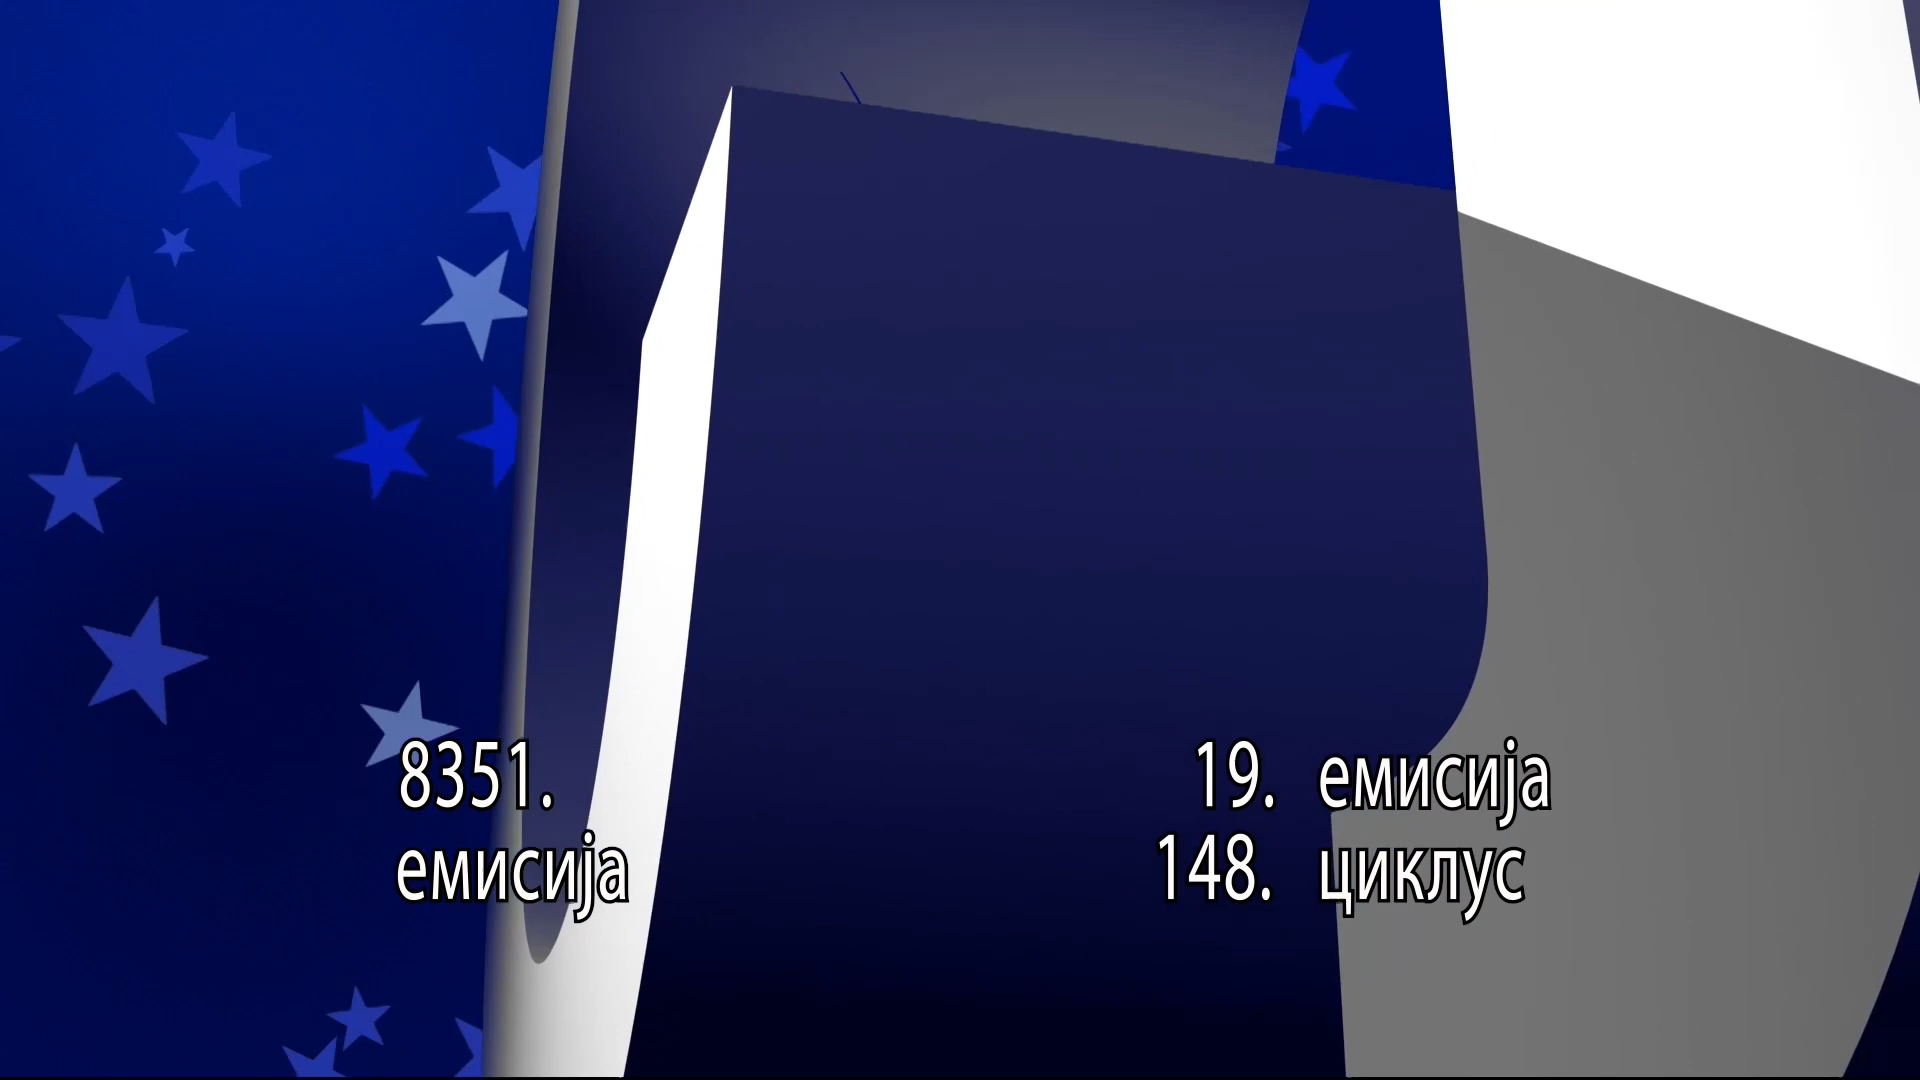 8351.
емисија
19. емисија
148. циклус